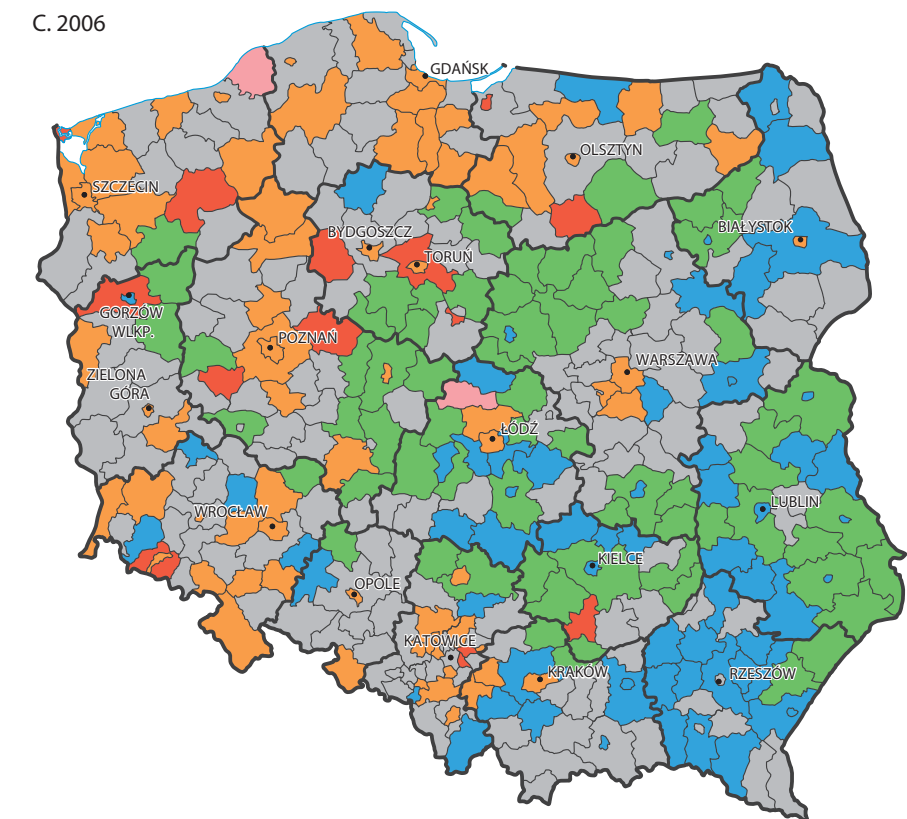 C. 2006
GDAŃSK
OLSZTYN
SZCZECIN
BIAŁYSTOK
BYDGOSZCZ
TORUŃ
GORZÓW
WLKP.
POZNAŃ
WARSZAWA
ZIELONA
GÓRA
ŁÓDŹ
LUBLIN
WROCŁAW
KIELCE
OPOLE
KATOWICE
KRAKÓW
RZESZÓW